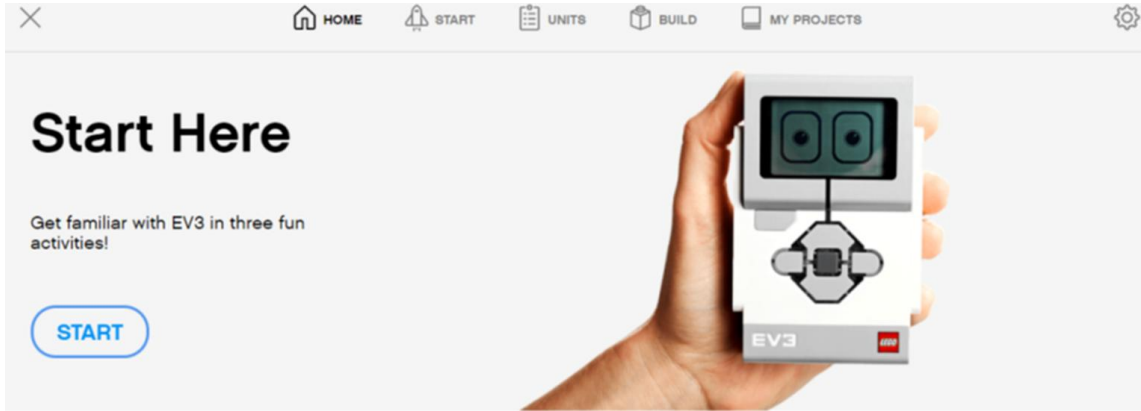 HOME
START
UNITS
BUILD
MY PROJECTS
Start Here
Get familiar with EV3 in three fun
activities!
START
EV3
LEGO